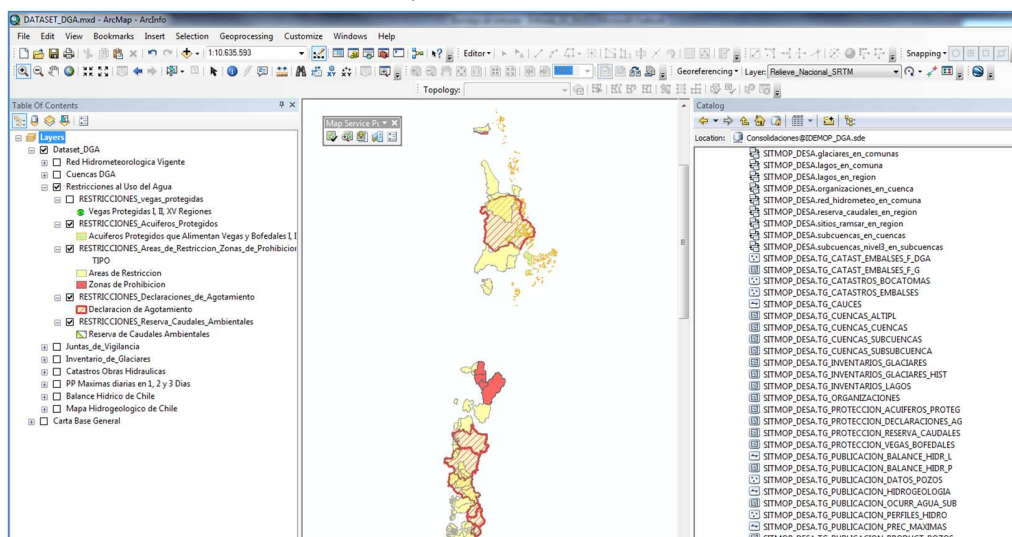 DATASET_DGA.mxd - ArcMap - ArcInfo
File Edit View Bookmarks Insert Selection Geoprocessing Customize Windows Help
1:10.635.593
Editor
Snapping
Georeferencing Layer: Relieve_Nacional_SRTM
Topology:
Table Of Contents
Layers
Dataset_DGA
Red Hidrometeorologica Vigente
Cuencas DGA
Restricciones al Uso del Agua
RESTRICCIONES_vegas_protegidas
Vegas Protegidas I, II, XV Regiones
RESTRICCIONES_Acuiferos_Protegidos
Acuiferos Protegidos que Alimentan Vegas y Bofedales I, I
RESTRICCIONES_Areas_de_Restriccion_Zonas_de_Prohibicion
TIPO
Areas de Restriccion
Zonas de Prohibicion
RESTRICCIONES_Declaraciones_de_Agotamiento
Declaracion de Agotamiento
RESTRICCIONES_Reserva_Caudales_Ambientales
Reserva de Caudales Ambientales
Juntas_de_Vigilancia
Inventario_de_Glaciares
Catastros Obras Hidraulicas
PP Maximas diarias en 1, 2 y 3 Dias
Balance Hidrico de Chile
Mapa Hidrogeologico de Chile
Carta Base General
Map Service Pu
Catalog
Location: Consolidaciones@IDEMOP_DGA.sde
SITMOP_DESA.glaciares_en_comunas
SITMOP_DESA.lagos_en_comuna
SITMOP_DESA.lagos_en_region
SITMOP_DESA.organizaciones_en_cuenca
SITMOP_DESA.red_hidrometeo_en_comuna
SITMOP_DESA.reserva_caudales_en_region
SITMOP_DESA.sitios_ramsar_en_region
SITMOP_DESA.subcuencas_en_cuencas
SITMOP_DESA.subcuencas_nivel3_en_subcuencas
SITMOP_DESA.TG_CATAST_EMBALSES_F_DGA
SITMOP_DESA.TG_CATAST_EMBALSES_F_G
SITMOP_DESA.TG_CATASTROS_BOCATOMAS
SITMOP_DESA.TG_CATASTROS_EMBALSES
SITMOP_DESA.TG_CAUCES
SITMOP_DESA.TG_CUENCAS_ALTIPL
SITMOP_DESA.TG_CUENCAS_CUENCAS
SITMOP_DESA.TG_CUENCAS_SUBCUENCAS
SITMOP_DESA.TG_CUENCAS_SUBSUBCUENCA
SITMOP_DESA.TG_INVENTARIOS_GLACIARES
SITMOP_DESA.TG_INVENTARIOS_GLACIARES_HIST
SITMOP_DESA.TG_INVENTARIOS_LAGOS
SITMOP_DESA.TG_ORGANIZACIONES
SITMOP_DESA.TG_PROTECCION_ACUIFEROS_PROTEG
SITMOP_DESA.TG_PROTECCION_DECLARACIONES_AG
SITMOP_DESA.TG_PROTECCION_RESERVA_CAUDALES
SITMOP_DESA.TG_PROTECCION_VEGAS_BOFEDALES
SITMOP_DESA.TG_PUBLICACION_BALANCE_HIDR_L
SITMOP_DESA.TG_PUBLICACION_BALANCE_HIDR_P
SITMOP_DESA.TG_PUBLICACION_DATOS_POZOS
SITMOP_DESA.TG_PUBLICACION_HIDROGEOLOGIA
SITMOP_DESA.TG_PUBLICACION_OCURR_AGUA_SUB
SITMOP_DESA.TG_PUBLICACION_PERFILES_HIDRO
SITMOP_DESA.TG_PUBLICACION_PREC_MAXIMAS
SITMOP_DESA.TG_PUBLICACION_PRODUCT_POZOS